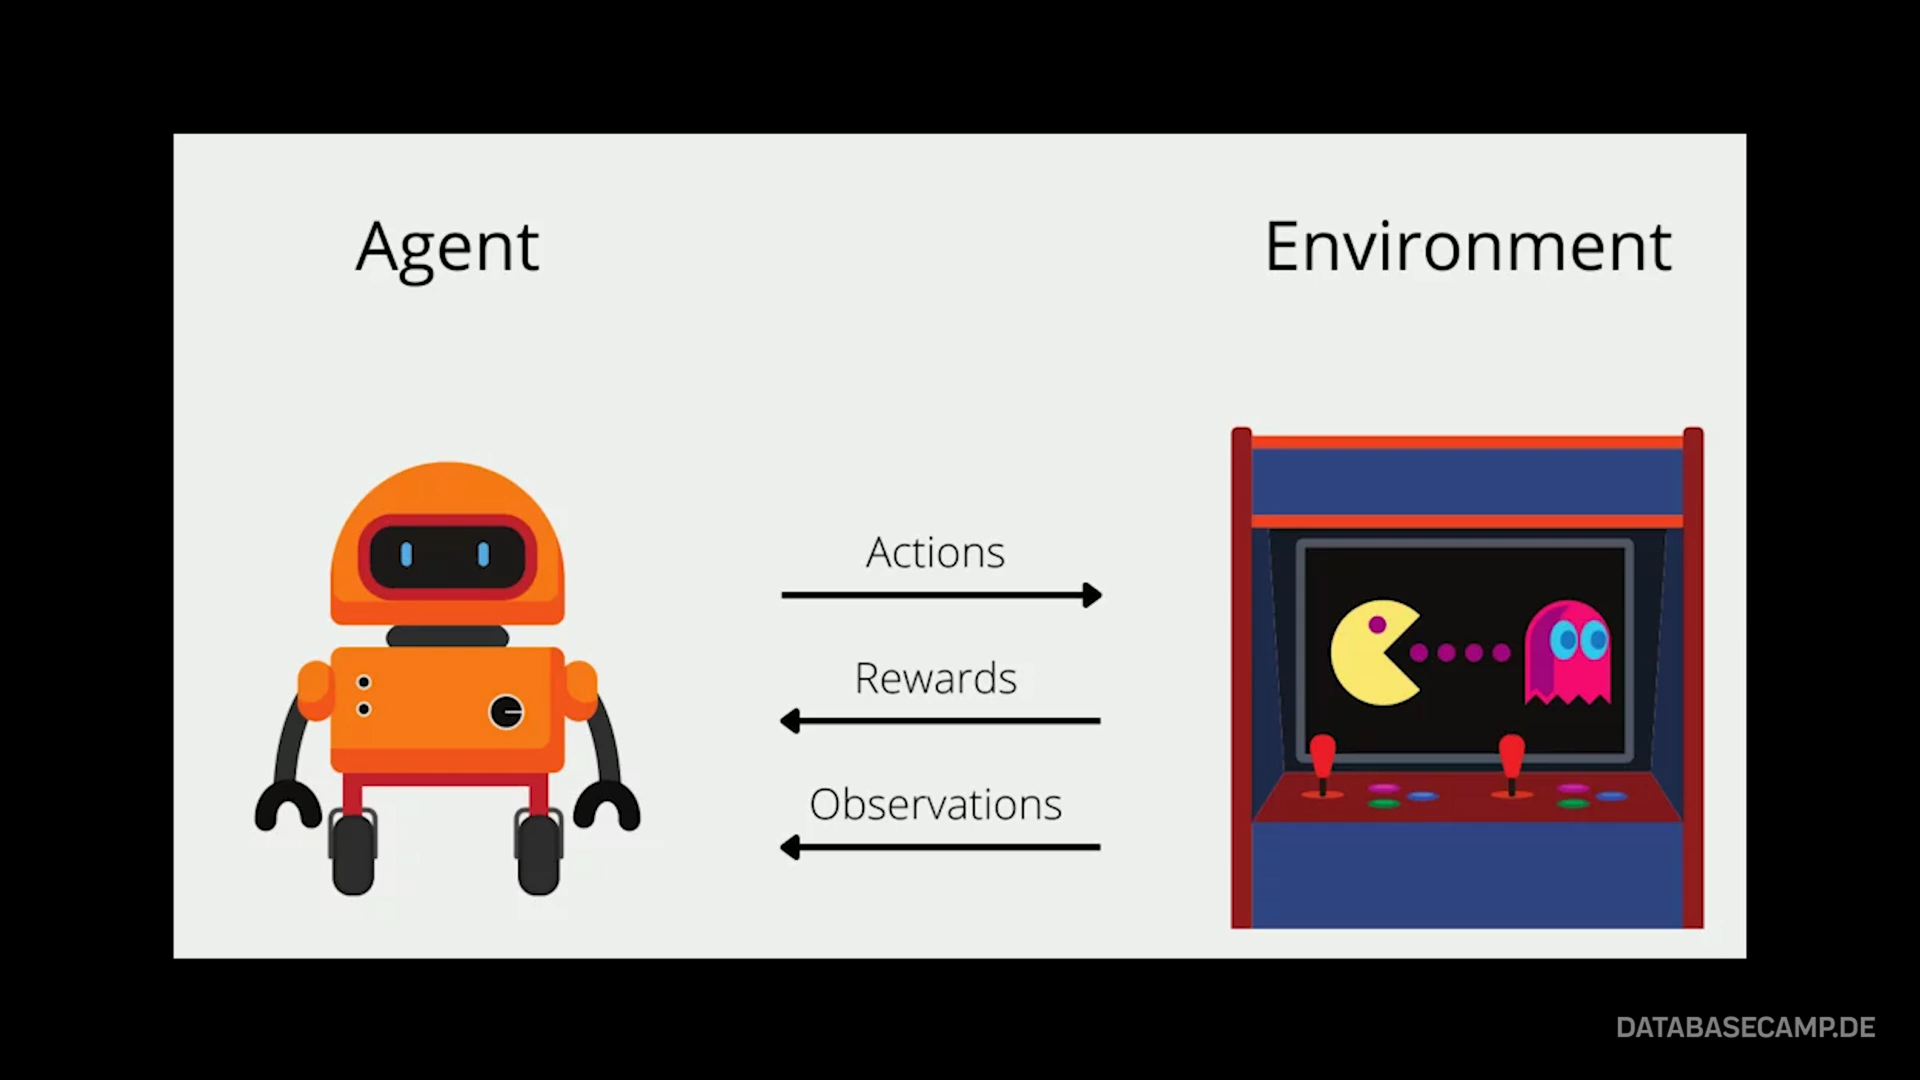 Agent
Environment
Actions
Rewards
Observations
DATABASECAMP.DE